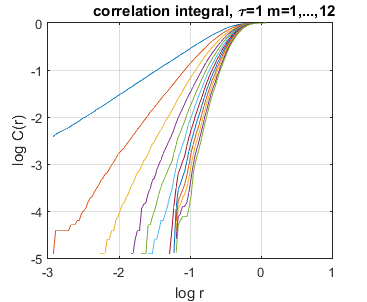 correlation integral, τ=1 m=1,...,12
0
-1
-2
-3
-4
-5
log C(r)
-3 -2 -1 0 1
log r